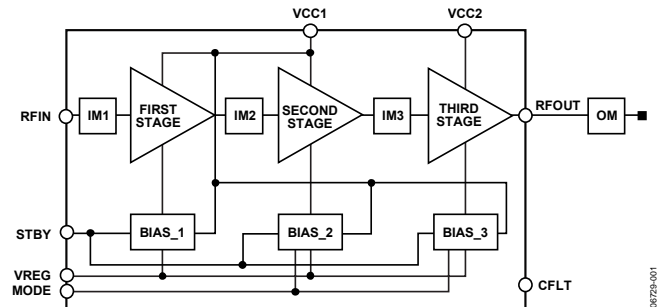 VCC1 VCC2
RFIN IM1 FIRST STAGE IM2 SECOND STAGE IM3 THIRD STAGE RFOUT OM
STBY BIAS_1 BIAS_2 BIAS_3
VREG
MODE CFLT
06729-001